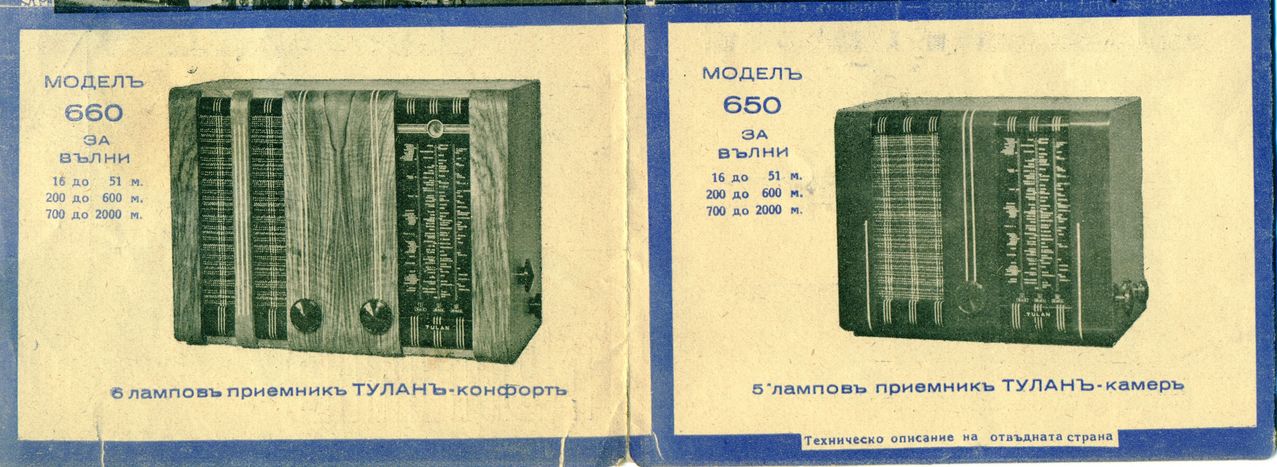 МОДЕЛЪ
660
ЗА
ВЪЛНИ
16 до 51 м.
200 до 600 м.
700 до 2000 м.
TULAN
6 ламповъ приемникъ ТУЛАНЪ-конфортъ
МОДЕЛЪ
650
ЗА
ВЪЛНИ
16 до 51 м.
200 до 600 м.
700 до 2000 м.
TULAN
5 ламповъ приемникъ ТУЛАНЪ-камеръ
Техническо описание на отвъдната страна